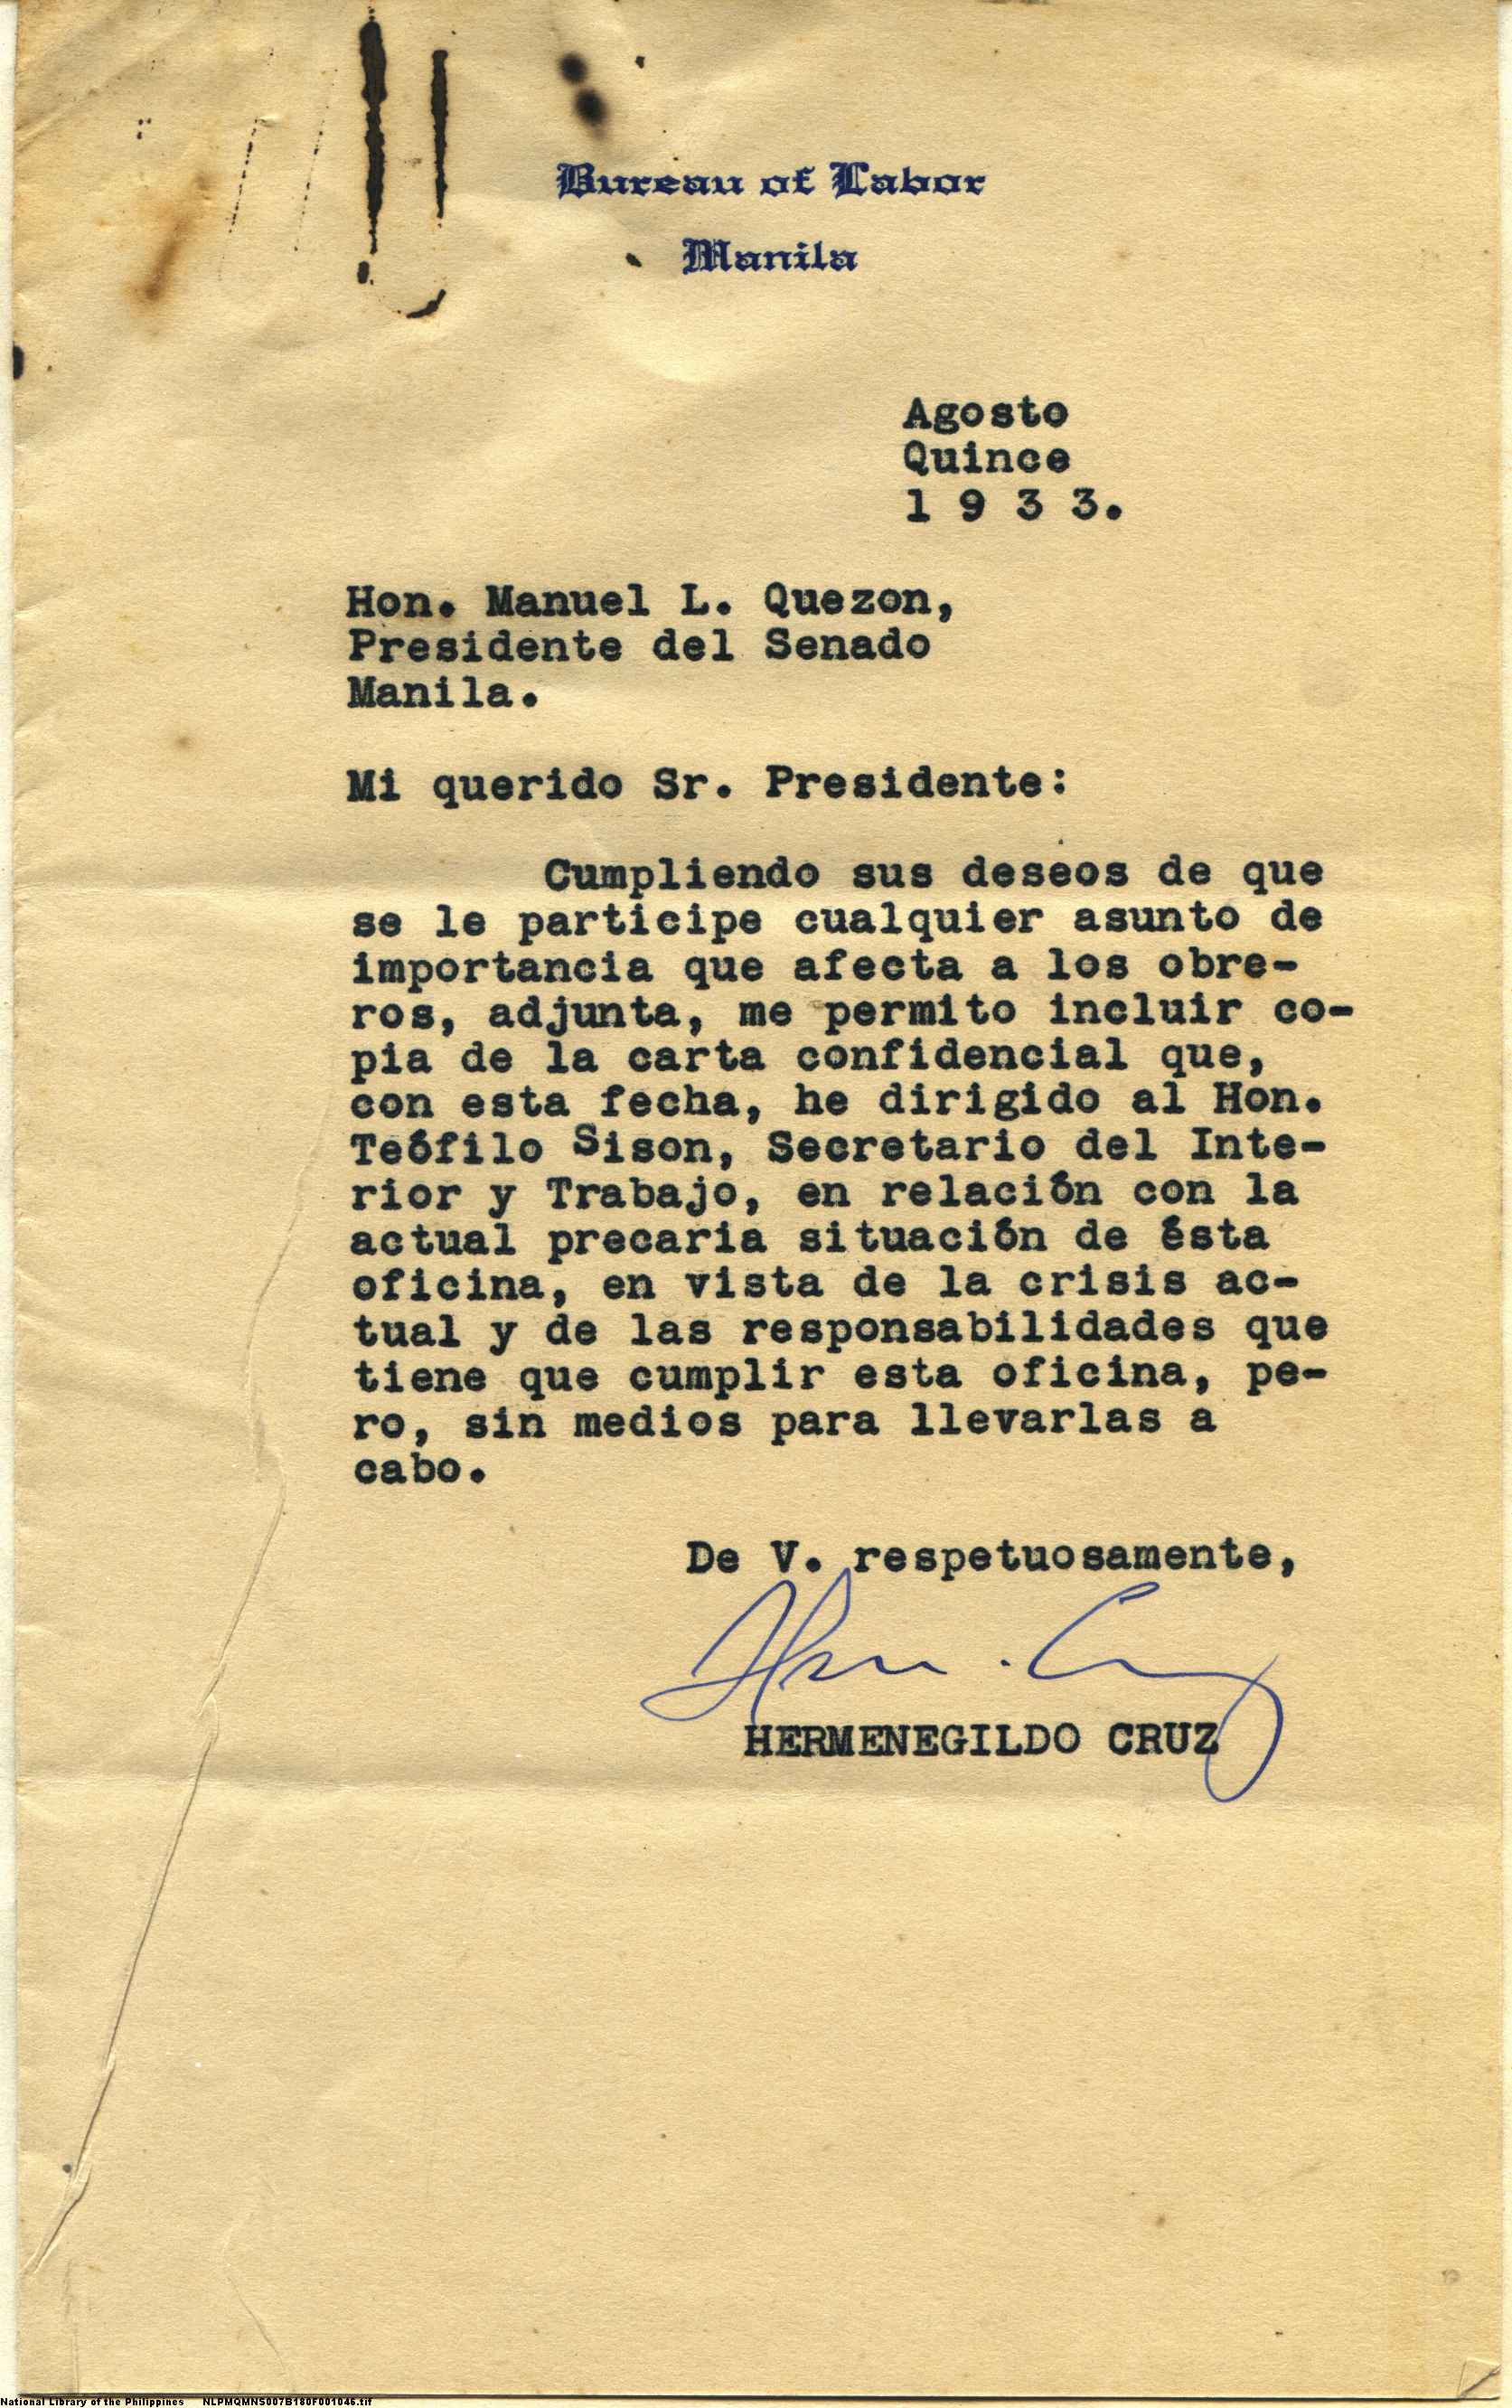 Bureau of Labor
Manila
Agosto
Quince
1 9 3 3.
Hon. Manuel L. Quezon,
Presidente del Senado
Manila.
Mi querido Sr. Presidente:
Cumpliendo sus deseos de que
se le participe cualquier asunto de
importancia que afecta a los obre-
ros, adjunta, me permito incluir co-
pia de la carta confidencial que,
con esta fecha, he dirigido al Hon.
Teófilo Sison, Secretario del Inte-
rior y Trabajo, en relación con la
actual precaria situación de ésta
oficina, en vista de la crisis ac-
tual y de las responsabilidades que
tiene que cumplir esta oficina, pe-
ro, sin medios para llevarlas a
cabo.
De V. respetuosamente,
HERMENEGILDO CRUZ
National Library of the Philippines NLPMQMNS007B180F001046.tif